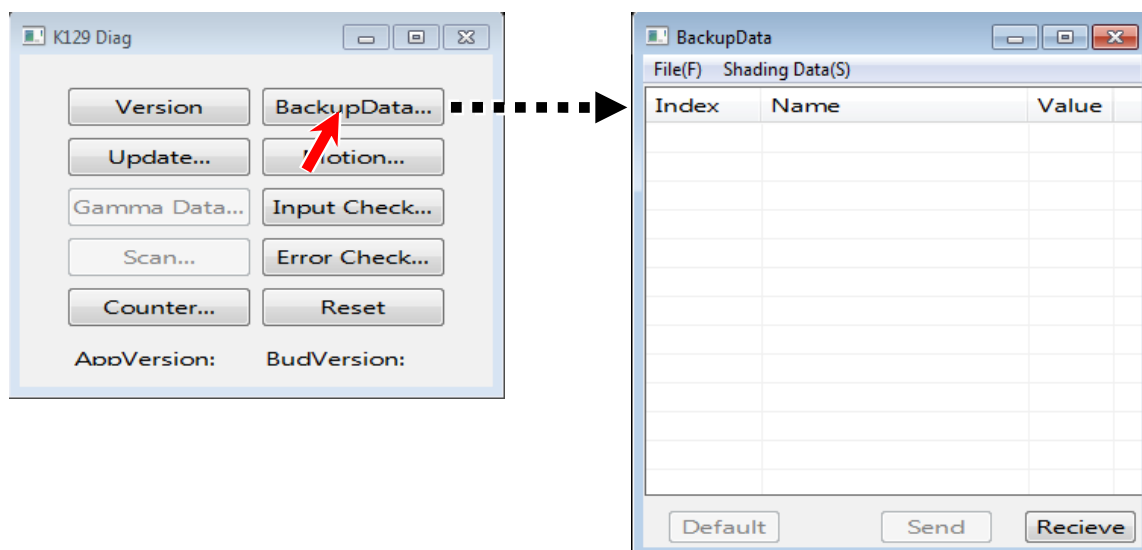 K129 Diag
Version
BackupData...
Update...
Motion...
Gamma Data...
Input Check...
Scan...
Error Check...
Counter...
Reset
AppVersion:
BudVersion:
BackupData
File(F) Shading Data(S)
Index Name Value
Default Send Recieve